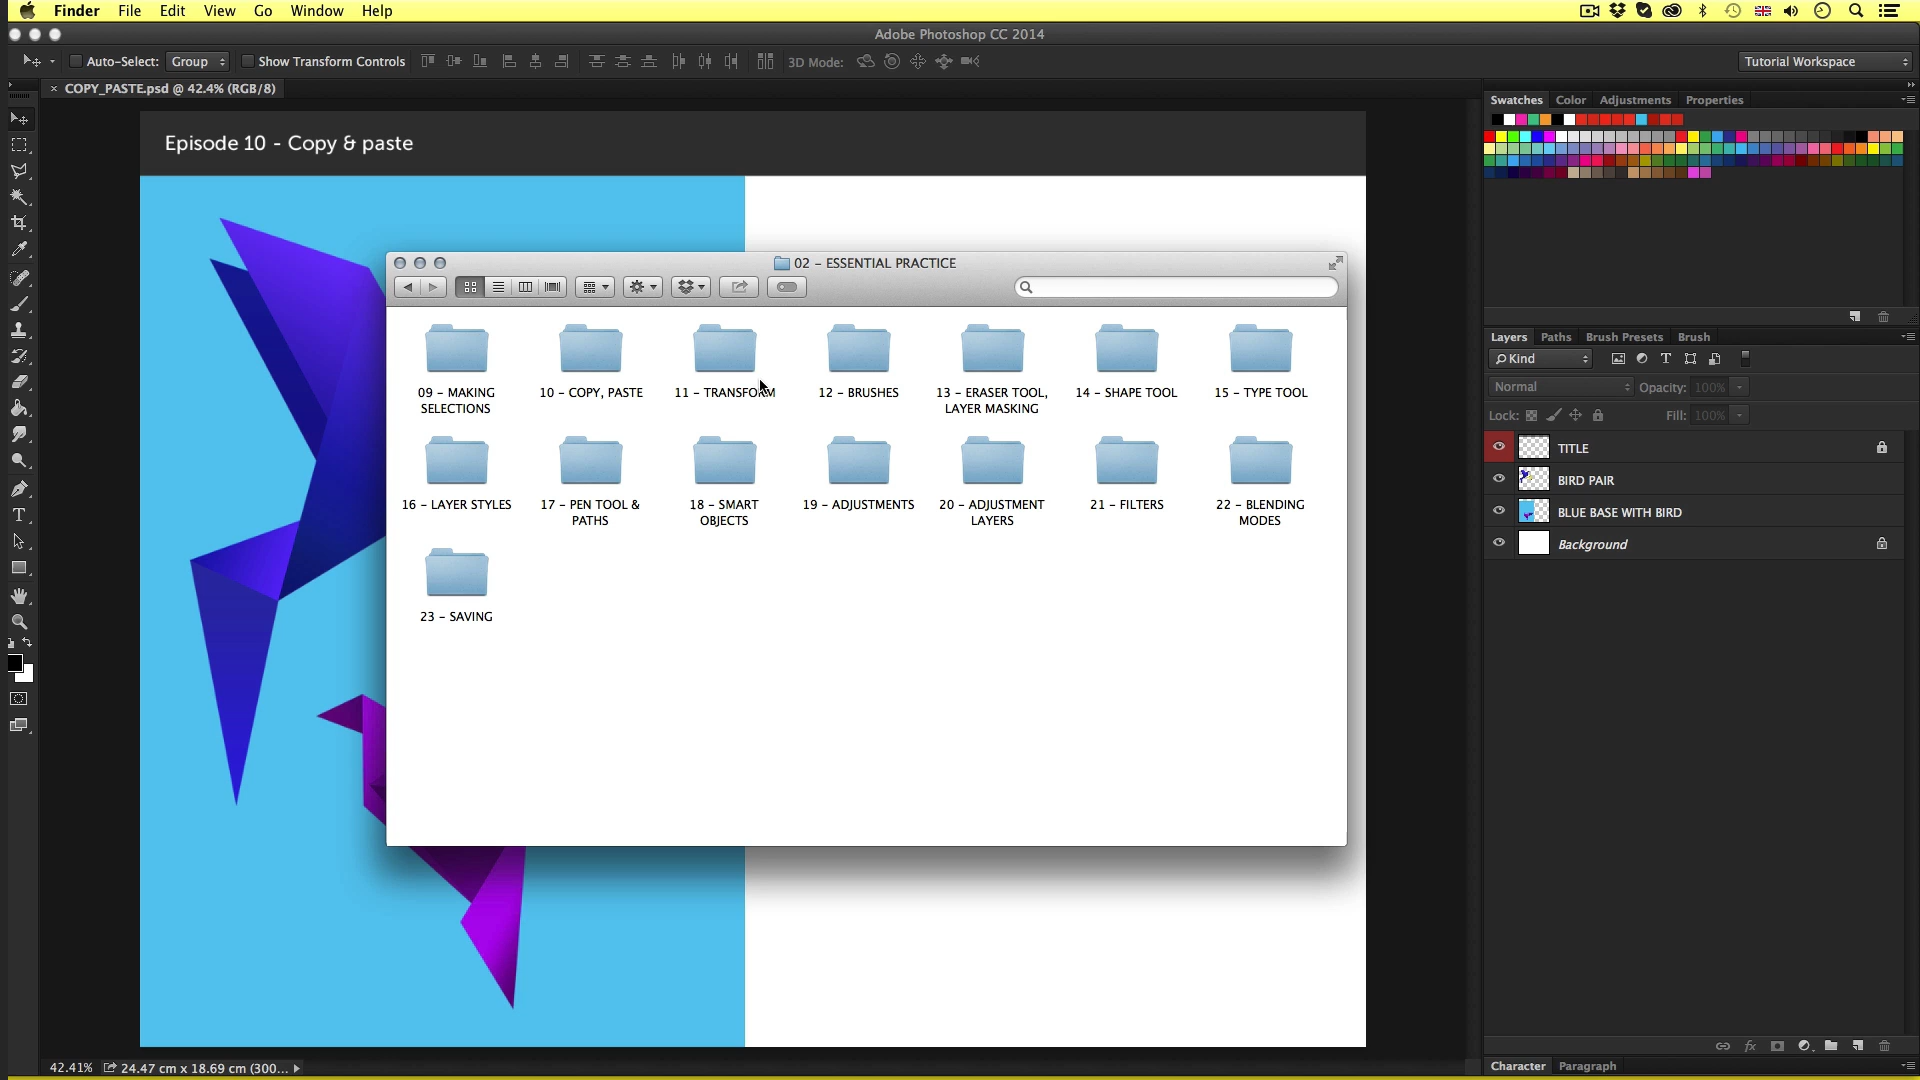 Finder File Edit View Go Window Help
Adobe Photoshop CC 2014
Auto-Select: Group Show Transform Controls 3D Mode: Tutorial Workspace
× COPY_PASTE.psd @ 42.4% (RGB/8)
Swatches Color Adjustments Properties
Episode 10 - Copy & paste
02 – ESSENTIAL PRACTICE
09 – MAKING SELECTIONS
10 – COPY, PASTE
11 – TRANSFORM
12 – BRUSHES
13 – ERASER TOOL, LAYER MASKING
14 – SHAPE TOOL
15 – TYPE TOOL
16 – LAYER STYLES
17 – PEN TOOL & PATHS
18 – SMART OBJECTS
19 – ADJUSTMENTS
20 – ADJUSTMENT LAYERS
21 – FILTERS
22 – BLENDING MODES
23 – SAVING
Layers Paths Brush Presets Brush
Kind
Normal Opacity: 100%
Lock: Fill: 100%
TITLE
BIRD PAIR
BLUE BASE WITH BIRD
Background
42.41% 24.47 cm x 18.69 cm (300...
Character Paragraph